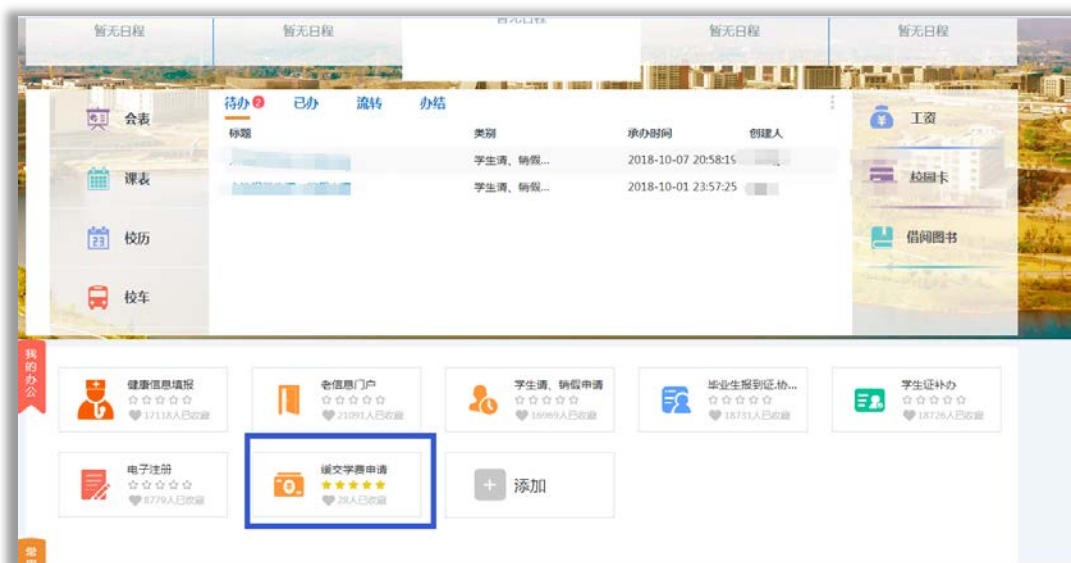 暂无日程 暂无日程 暂无日程 暂无日程 暂无日程
待办 2 已办 流转 办结
标题 类别 承办时间 创建人
学生请、销假... 2018-10-07 20:58:19
学生请、销假... 2018-10-01 23:57:25
会表
课表
校历
23
校车
工资
校园卡
借阅图书
我的办公
健康信息填报
17118人已收藏
老信息门户
21091人已收藏
学生请、销假申请
16969人已收藏
毕业生报到证.协...
18731人已收藏
学生证补办
18726人已收藏
电子注册
8779人已收藏
缓交学费申请
28人已收藏
添加